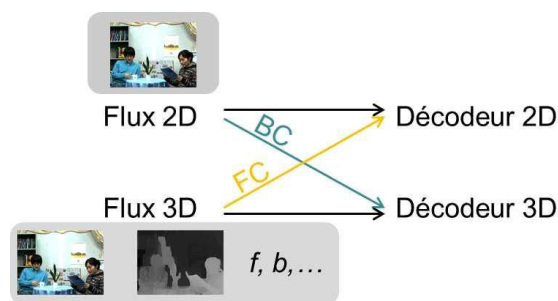 Flux 2D
BC
Décodeur 2D
FC
Flux 3D
Décodeur 3D
f, b,...